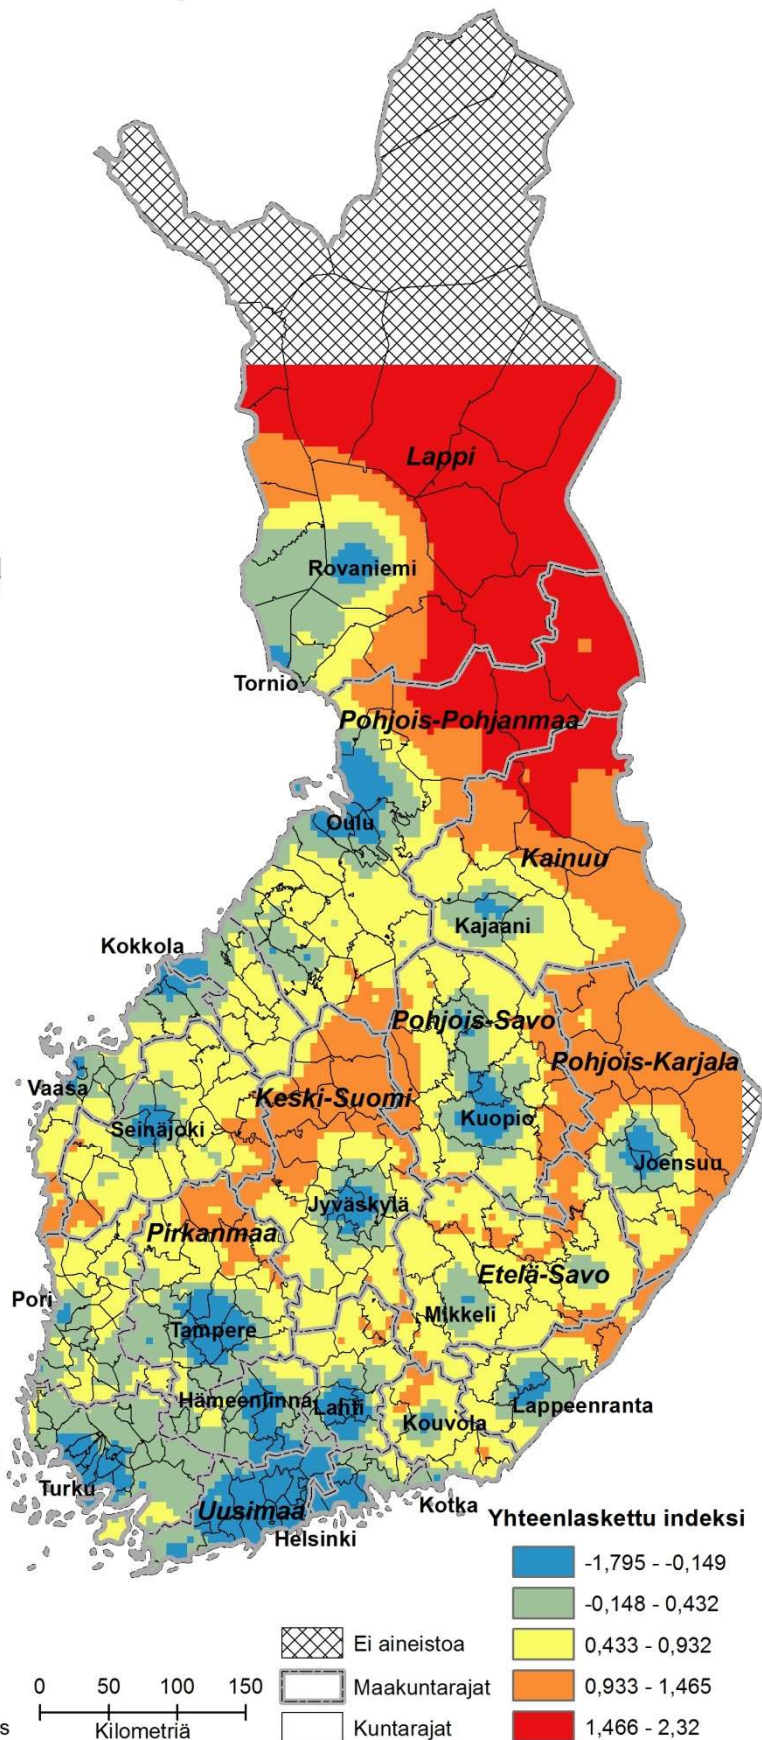 Lappi
Rovaniemi
Tornio
Pohjois-Pohjanmaa
Oulu
Kainuu
Kajaani
Kokkola
Pohjois-Savo
Pohjois-Karjala
Vaasa
Keski-Suomi
Seinäjoki
Kuopio
Joensuu
Jyväskylä
Pirkanmaa
Etelä-Savo
Pori
Mikkeli
Tampere
Hämeenlinna
Lahti
Lappeenranta
Kouvola
Turku
Uusimaa
Kotka
Helsinki
Yhteenlaskettu indeksi
-1,795 - -0,149
-0,148 - 0,432
0,433 - 0,932
0,933 - 1,465
1,466 - 2,32
Ei aineistoa
Maakuntarajat
Kuntarajat
0 50 100 150
Kilometriä